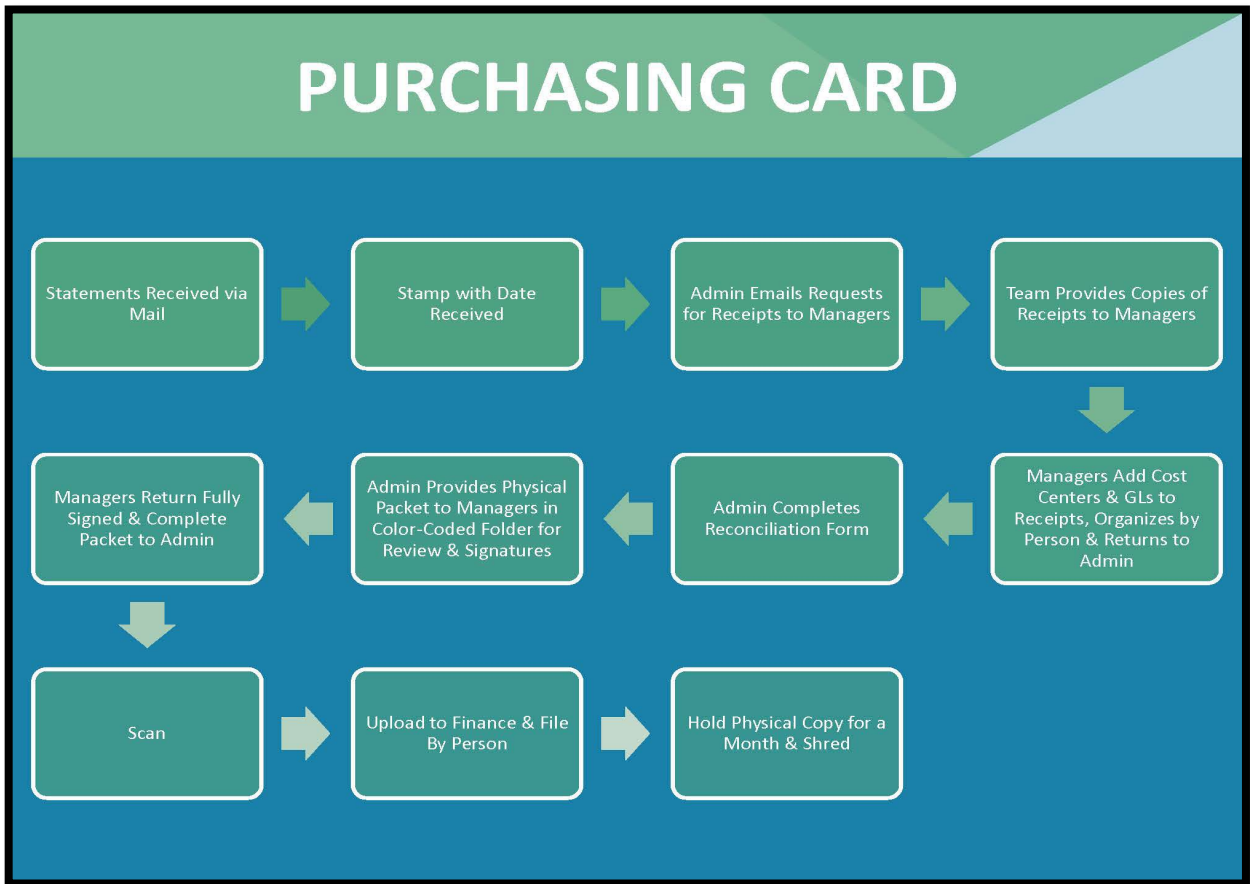 PURCHASING CARD
Statements Received via
Mail
Stamp with Date
Received
Admin Emails Requests
for Receipts to Managers
Team Provides Copies of
Receipts to Managers
Managers Add Cost
Centers & GLs to
Receipts, Organizes by
Person & Returns to
Admin
Admin Completes
Reconciliation Form
Admin Provides Physical
Packet to Managers in
Color-Coded Folder for
Review & Signatures
Managers Return Fully
Signed & Complete
Packet to Admin
Scan
Upload to Finance & File
By Person
Hold Physical Copy for a
Month & Shred